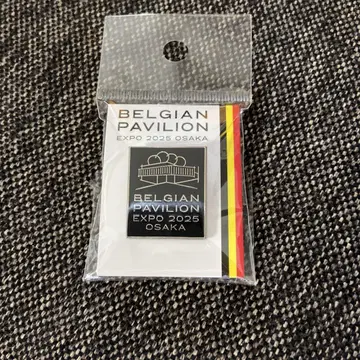 BELGIAN
PAVILION
EXPO 2025 OSAKA
BELGIAN
PAVILION
EXPO 2025
OSAKA